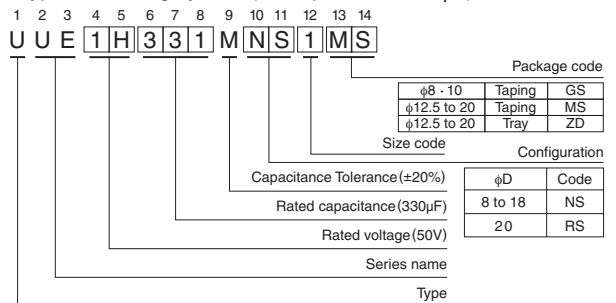 1 2 3 4 5 6 7 8 9 10 11 12 13 14
U U E 1 H 3 3 1 M N S 1 M S
Package code
ϕ8 · 10 Taping GS
ϕ12.5 to 20 Taping MS
ϕ12.5 to 20 Tray ZD
Size code
Configuration
ϕD Code
8 to 18 NS
20 RS
Capacitance Tolerance (±20%)
Rated capacitance (330µF)
Rated voltage (50V)
Series name
Type